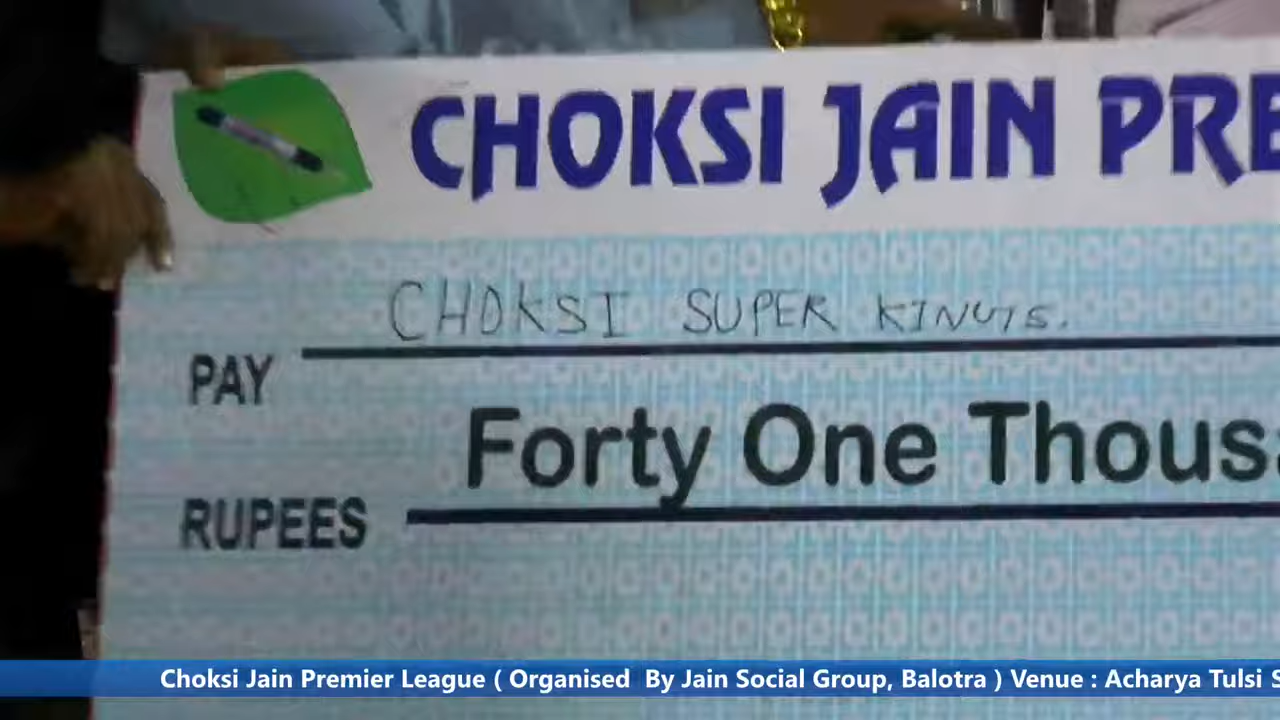 CHOKSI JAIN PRE
CHOKSI SUPER KINGS.
PAY
Forty One Thous
RUPEES
Choksi Jain Premier League ( Organised By Jain Social Group, Balotra ) Venue : Acharya Tulsi S